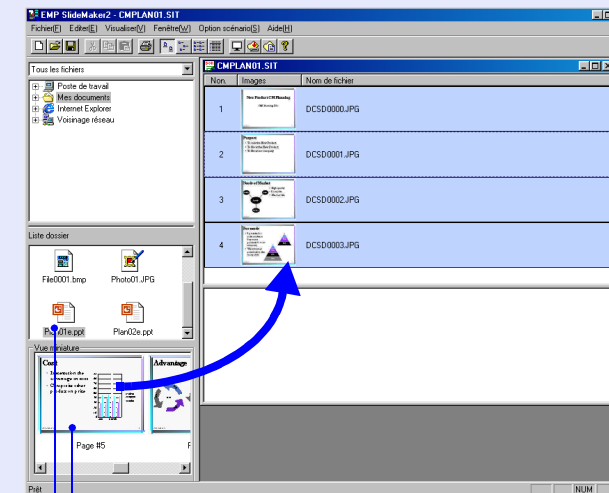 EMP SlideMaker2 - CMPLAN01.SIT
Fichier[F] Editer[E] Visualiser[V] Fenêtre[W] Option scénario[S] Aide[H]
Tous les fichiers
Poste de travail
Mes documents
Internet Explorer
Voisinage réseau
Liste dossier
File0001.bmp Photo01.JPG
Plan01e.ppt Plan02e.ppt
Vue miniature
Cost
Advantage
Page #5
CMPLAN01.SIT
Non. Images Nom de fichier
1 DCSD0000.JPG
Purpose
2 DCSD0001.JPG
3 DCSD0002.JPG
4 DCSD0003.JPG
Prêt NUM